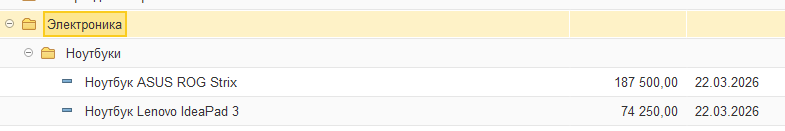 Электроника
Ноутбуки
Ноутбук ASUS ROG Strix 187 500,00 22.03.2026
Ноутбук Lenovo IdeaPad 3 74 250,00 22.03.2026